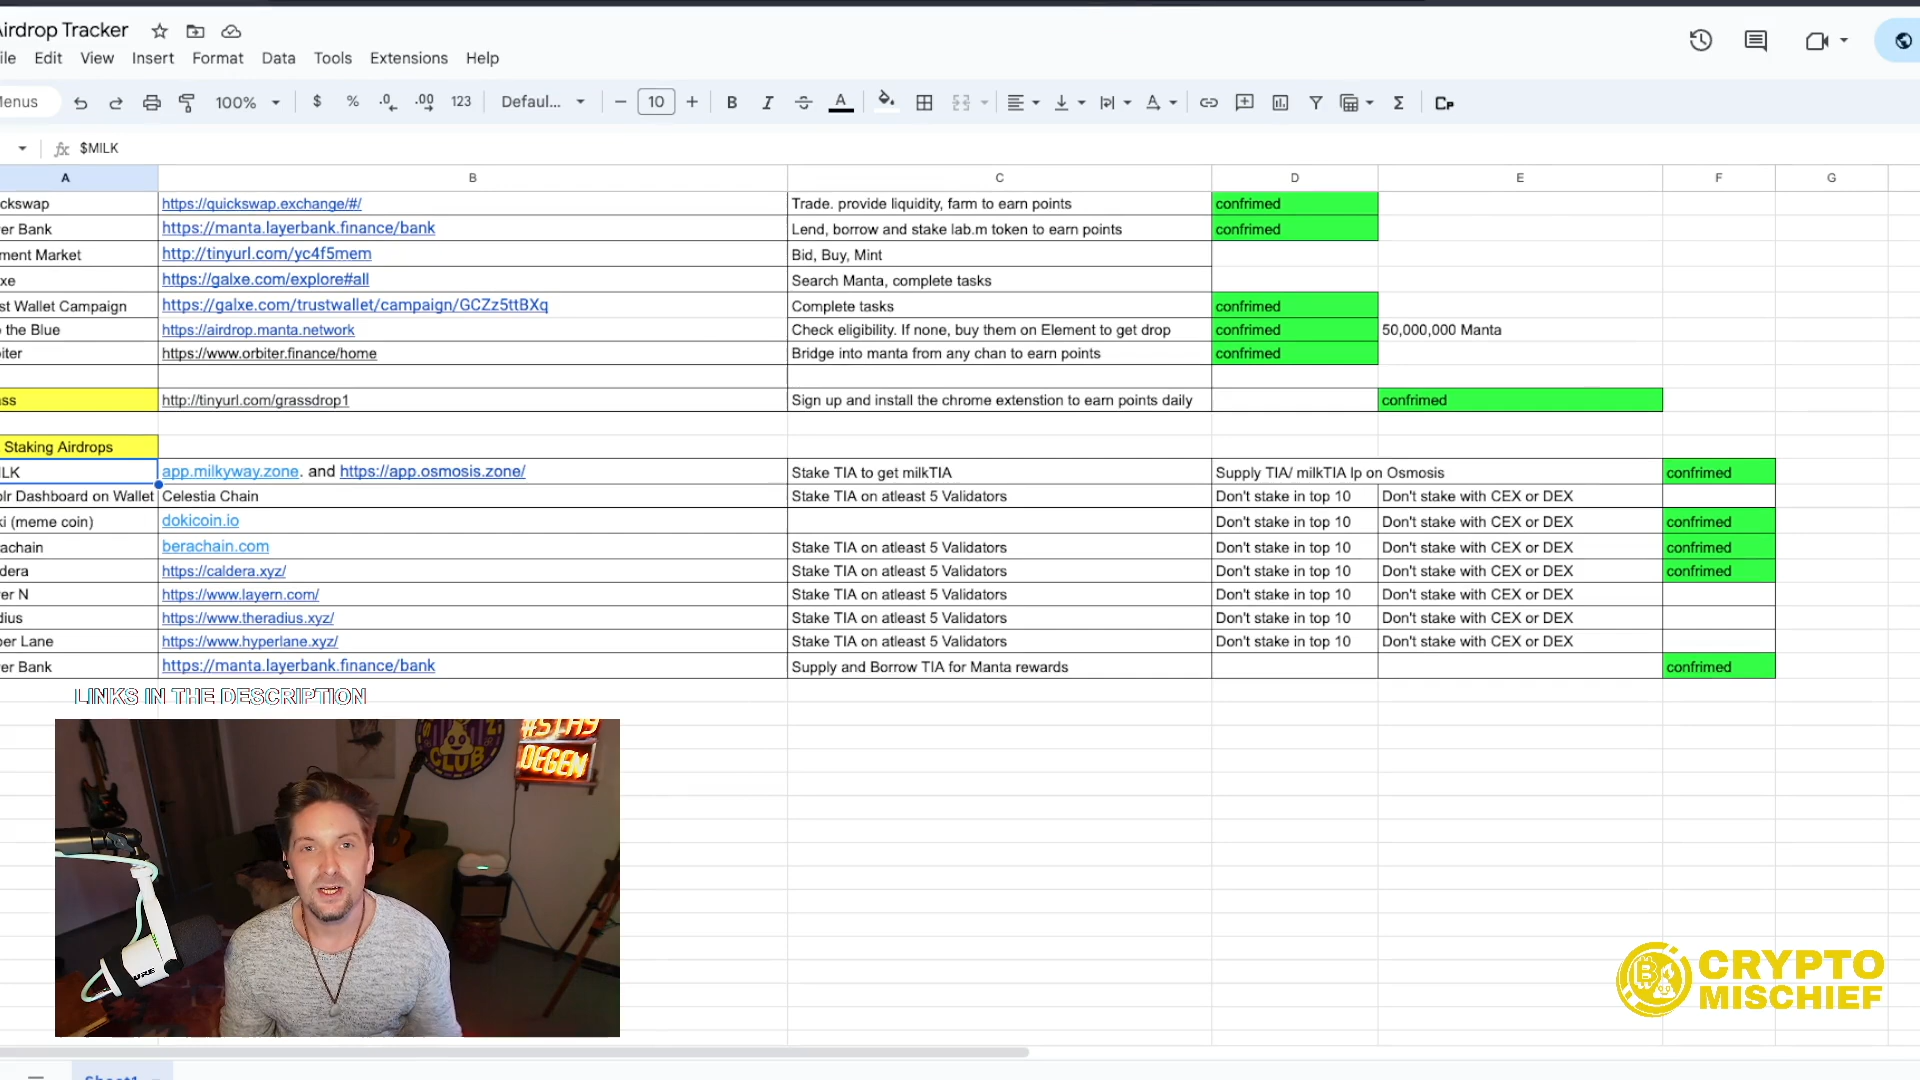 Airdrop Tracker
File Edit View Insert Format Data Tools Extensions Help
Menus 100% $ % .0 .00 123 Defaul... 10 B I A Σ
fx $MILK
A B C D E F G
ckswap https://quickswap.exchange/#/ Trade. provide liquidity, farm to earn points confrimed
er Bank https://manta.layerbank.finance/bank Lend, borrow and stake lab.m token to earn points confrimed
ment Market http://tinyurl.com/yc4f5mem Bid, Buy, Mint
xe https://galxe.com/explore#all Search Manta, complete tasks
st Wallet Campaign https://galxe.com/trustwallet/campaign/GCZz5ttBXq Complete tasks confrimed
o the Blue https://airdrop.manta.network Check eligibility. If none, buy them on Element to get drop confrimed 50,000,000 Manta
iter https://www.orbiter.finance/home Bridge into manta from any chan to earn points confrimed
ass http://tinyurl.com/grassdrop1 Sign up and install the chrome extenstion to earn points daily confrimed
Staking Airdrops
ILK app.milkyway.zone. and https://app.osmosis.zone/ Stake TIA to get milkTIA Supply TIA/ milkTIA lp on Osmosis confrimed
plr Dashboard on Wallet Celestia Chain Stake TIA on atleast 5 Validators Don't stake in top 10 Don't stake with CEX or DEX
ki (meme coin) dokicoin.io Don't stake in top 10 Don't stake with CEX or DEX confrimed
achain berachain.com Stake TIA on atleast 5 Validators Don't stake in top 10 Don't stake with CEX or DEX confrimed
dera https://caldera.xyz/ Stake TIA on atleast 5 Validators Don't stake in top 10 Don't stake with CEX or DEX confrimed
er N https://www.layern.com/ Stake TIA on atleast 5 Validators Don't stake in top 10 Don't stake with CEX or DEX
dius https://www.theradius.xyz/ Stake TIA on atleast 5 Validators Don't stake in top 10 Don't stake with CEX or DEX
per Lane https://www.hyperlane.xyz/ Stake TIA on atleast 5 Validators Don't stake in top 10 Don't stake with CEX or DEX
er Bank https://manta.layerbank.finance/bank Supply and Borrow TIA for Manta rewards confrimed
LINKS IN THE DESCRIPTION
#STAY
DEGEN
CLUB
CRYPTO
MISCHIEF
Sheet1